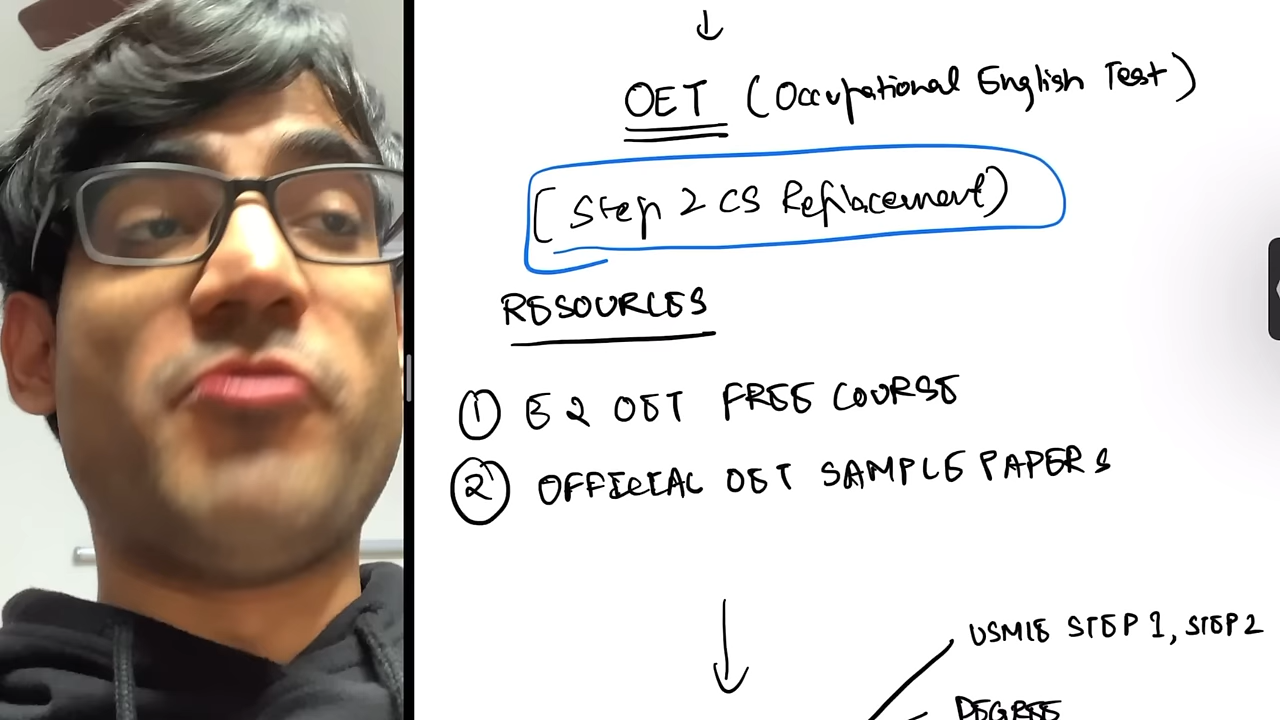 OET (Occupational English Test)
[Step 2 CS Replacement)
RESOURCES
① E2 OET FREE COURSE
② OFFICIAL OET SAMPLE PAPERS
USMLE STEP 1, STEP 2
DEGREE